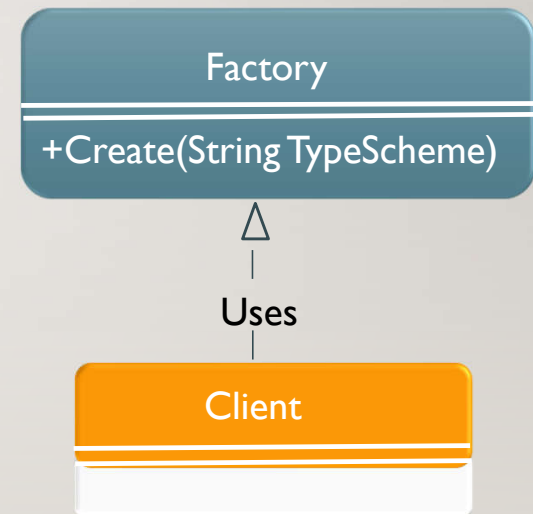 Factory
+Create(String TypeScheme)
Uses
Client